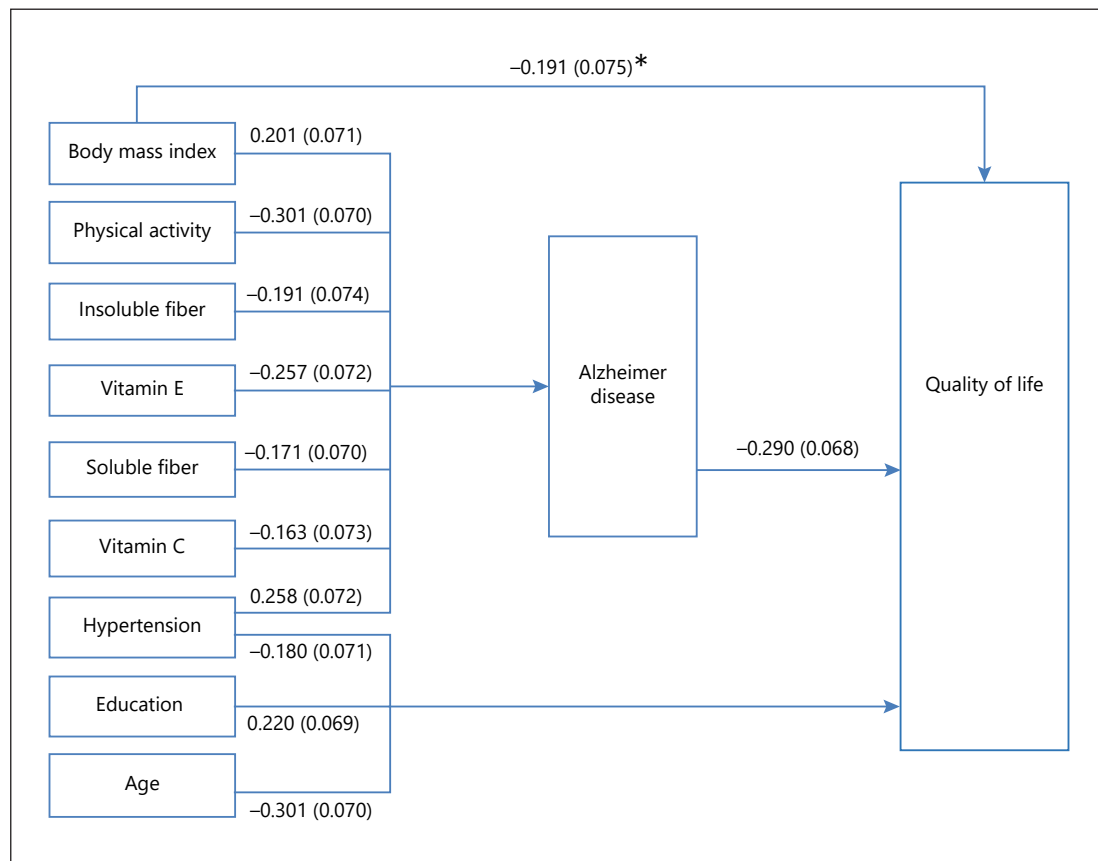 –0.191 (0.075)*
Body mass index
0.201 (0.071)
Physical activity
–0.301 (0.070)
Insoluble fiber
–0.191 (0.074)
Vitamin E
–0.257 (0.072)
Soluble fiber
–0.171 (0.070)
Vitamin C
–0.163 (0.073)
Hypertension
0.258 (0.072)
–0.180 (0.071)
Education
0.220 (0.069)
Age
–0.301 (0.070)
Alzheimer
disease
–0.290 (0.068)
Quality of life